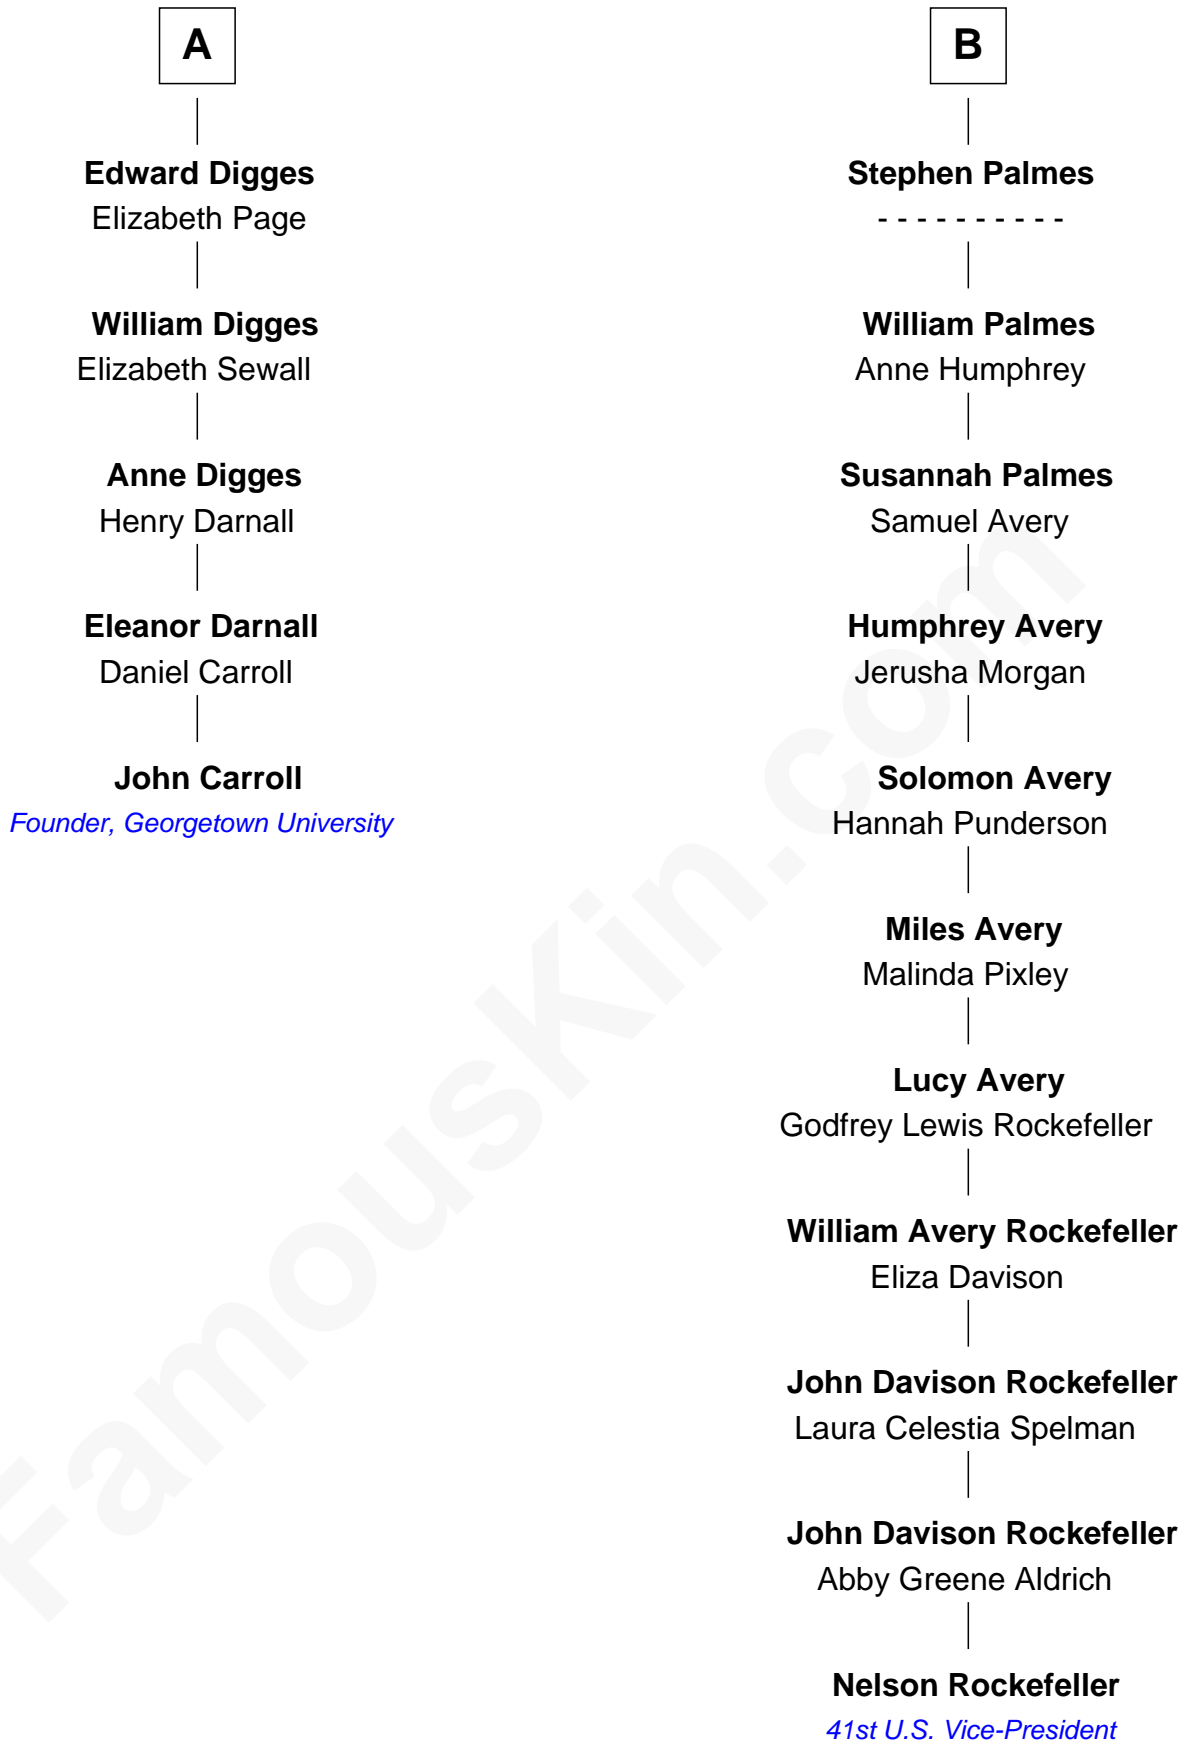 A
Edward Digges
Elizabeth Page
William Digges
Elizabeth Sewall
Anne Digges
Henry Darnall
Eleanor Darnall
Daniel Carroll
John Carroll
Founder, Georgetown University
B
Stephen Palmes
- - - - - - - - - -
William Palmes
Anne Humphrey
Susannah Palmes
Samuel Avery
Humphrey Avery
Jerusha Morgan
Solomon Avery
Hannah Punderson
Miles Avery
Malinda Pixley
Lucy Avery
Godfrey Lewis Rockefeller
William Avery Rockefeller
Eliza Davison
John Davison Rockefeller
Laura Celestia Spelman
John Davison Rockefeller
Abby Greene Aldrich
Nelson Rockefeller
41st U.S. Vice-President
FamousKin.com